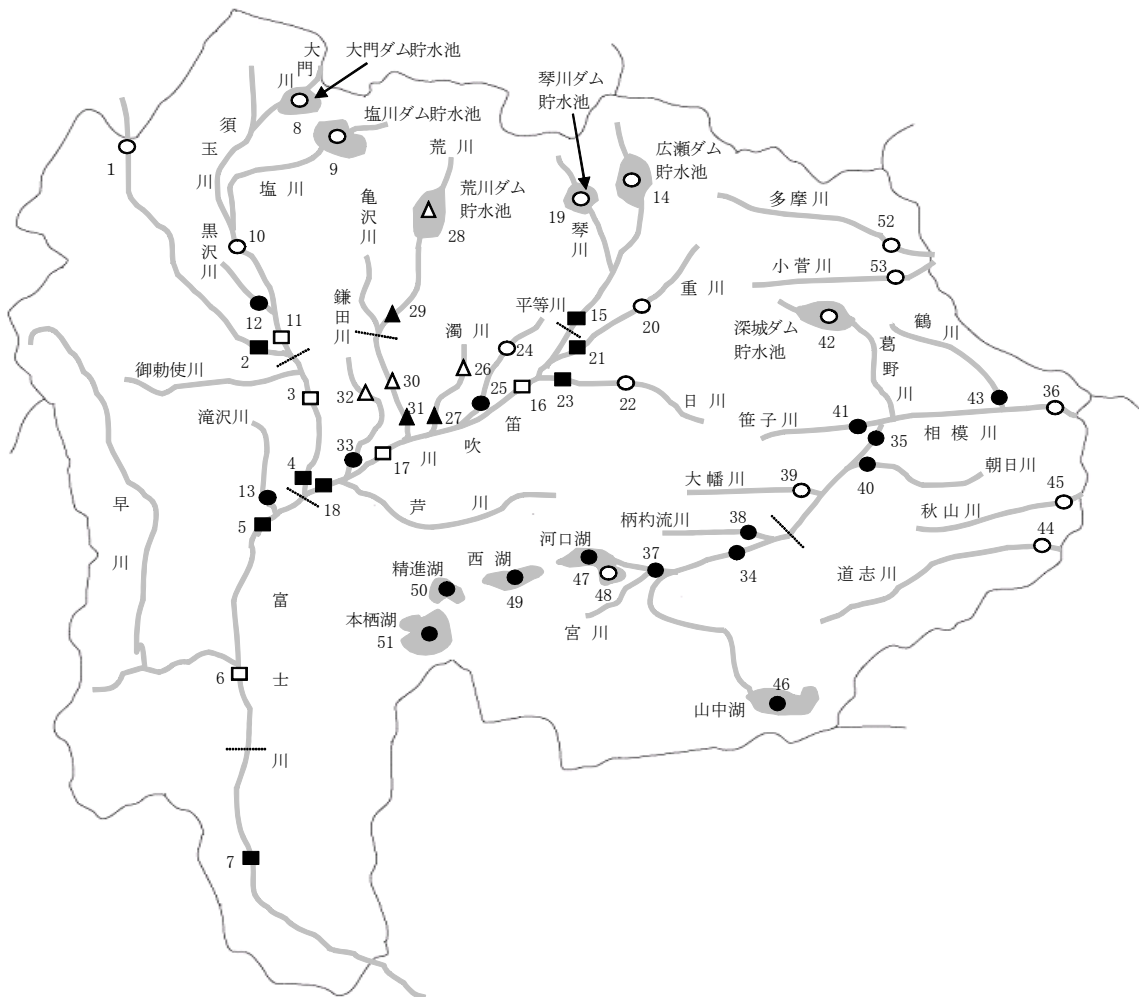 大門川
大門ダム貯水池
8
塩川ダム貯水池
9
須玉川
塩川
1
荒川
荒川ダム
貯水池
28
亀沢川
琴川ダム
貯水池
19
琴川
広瀬ダム
貯水池
14
多摩川
52
小菅川
53
10
黒沢川
12
11
2
御勅使川
3
鎌田川
29
濁川
26
24
平等川
15
重川
20
21
深城ダム
貯水池
42
葛野川
鶴川
43
36
滝沢川
32
30
31
27
25
16
23
22
日川
笛吹川
笹子川
41
35
相模川
33
17
4
18
13
5
芦川
大幡川
39
40
朝日川
45
秋山川
44
柄杓流川
38
34
道志川
早川
河口湖
47
48
37
西湖
49
精進湖
50
本栖湖
51
宮川
富士川
6
46
山中湖
7